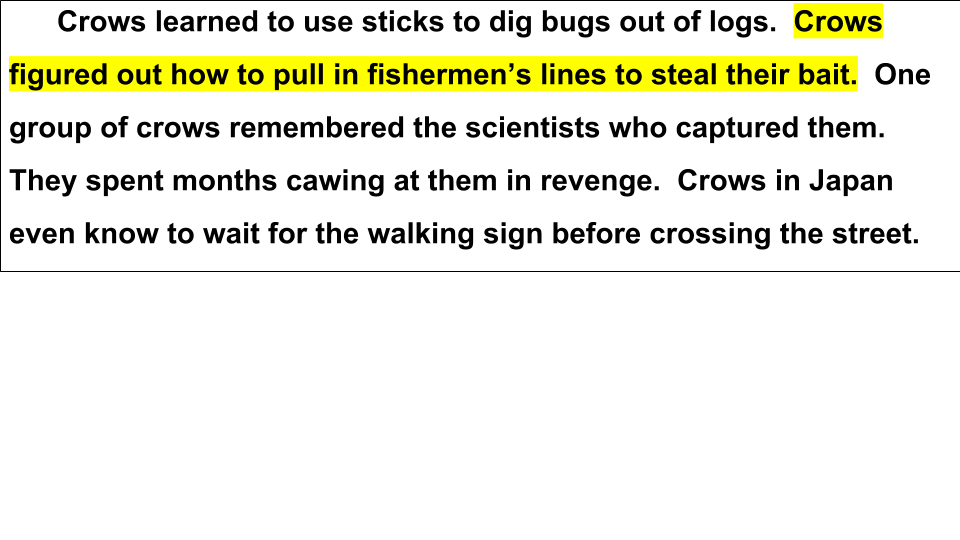 Crows learned to use sticks to dig bugs out of logs.  Crows
figured out how to pull in fishermen’s lines to steal their bait.  One
group of crows remembered the scientists who captured them.
They spent months cawing at them in revenge.  Crows in Japan
even know to wait for the walking sign before crossing the street.